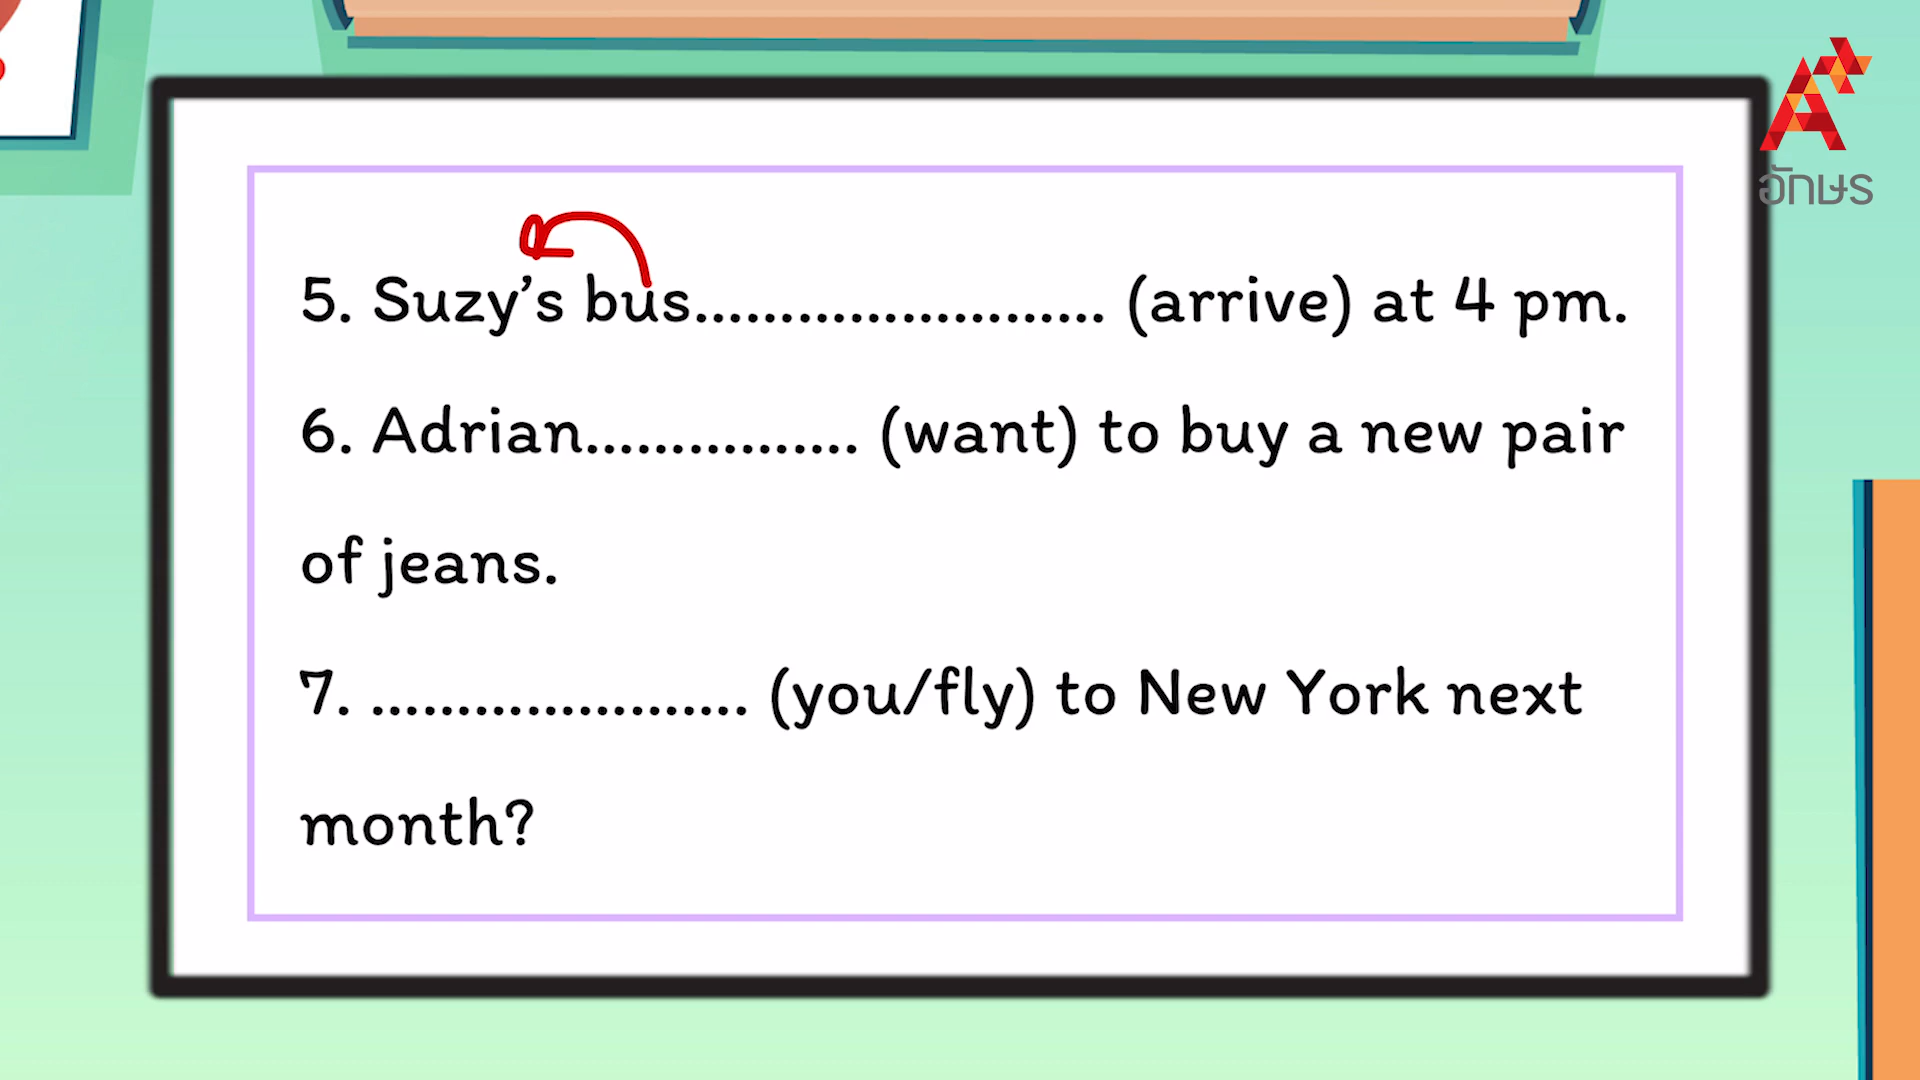 อักษร
5. Suzy’s bus........................ (arrive) at 4 pm.
6. Adrian................ (want) to buy a new pair
of jeans.
7. ...................... (you/fly) to New York next
month?